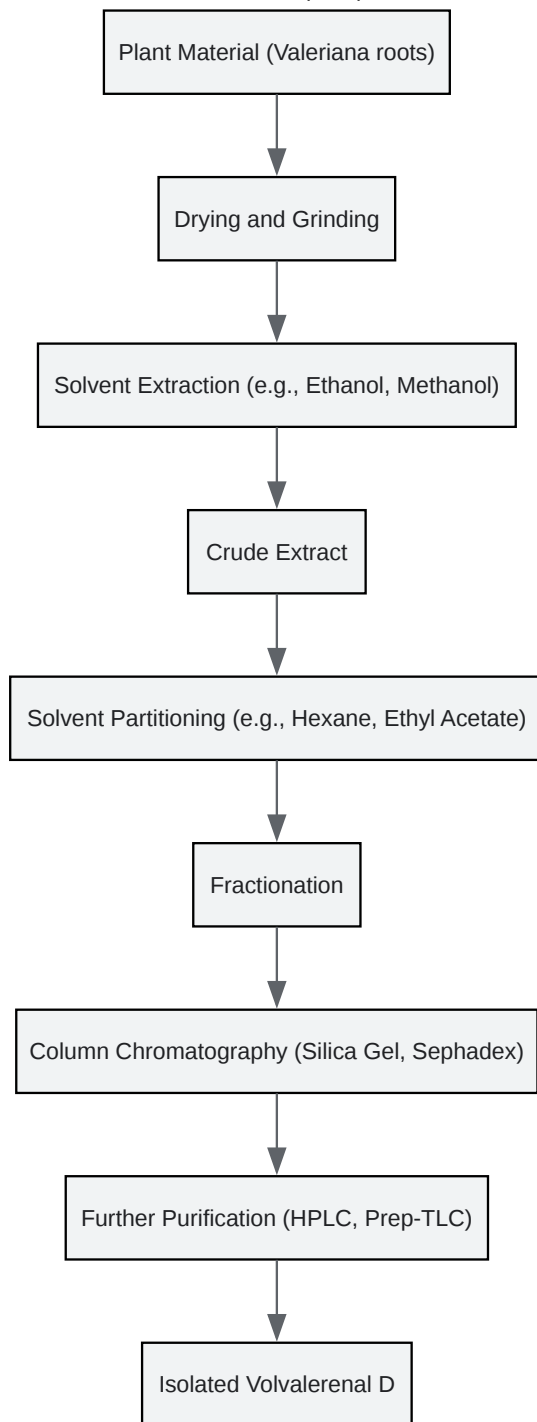 Plant Material (Valeriana roots)
Drying and Grinding
Solvent Extraction (e.g., Ethanol, Methanol)
Crude Extract
Solvent Partitioning (e.g., Hexane, Ethyl Acetate)
Fractionation
Column Chromatography (Silica Gel, Sephadex)
Further Purification (HPLC, Prep-TLC)
Isolated Volvalerenal D